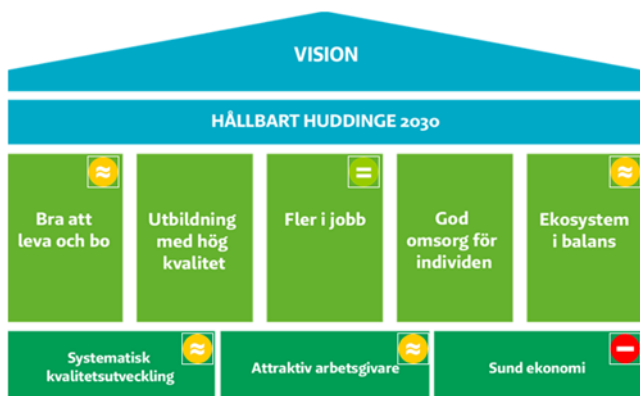 VISION
HÅLLBART HUDDINGE 2030
Bra att
leva och bo
Utbildning
med hög
kvalitet
Fler i jobb
God
omsorg för
individen
Ekosystem
i balans
Systematisk
kvalitetsutveckling
Attraktiv arbetsgivare
Sund ekonomi